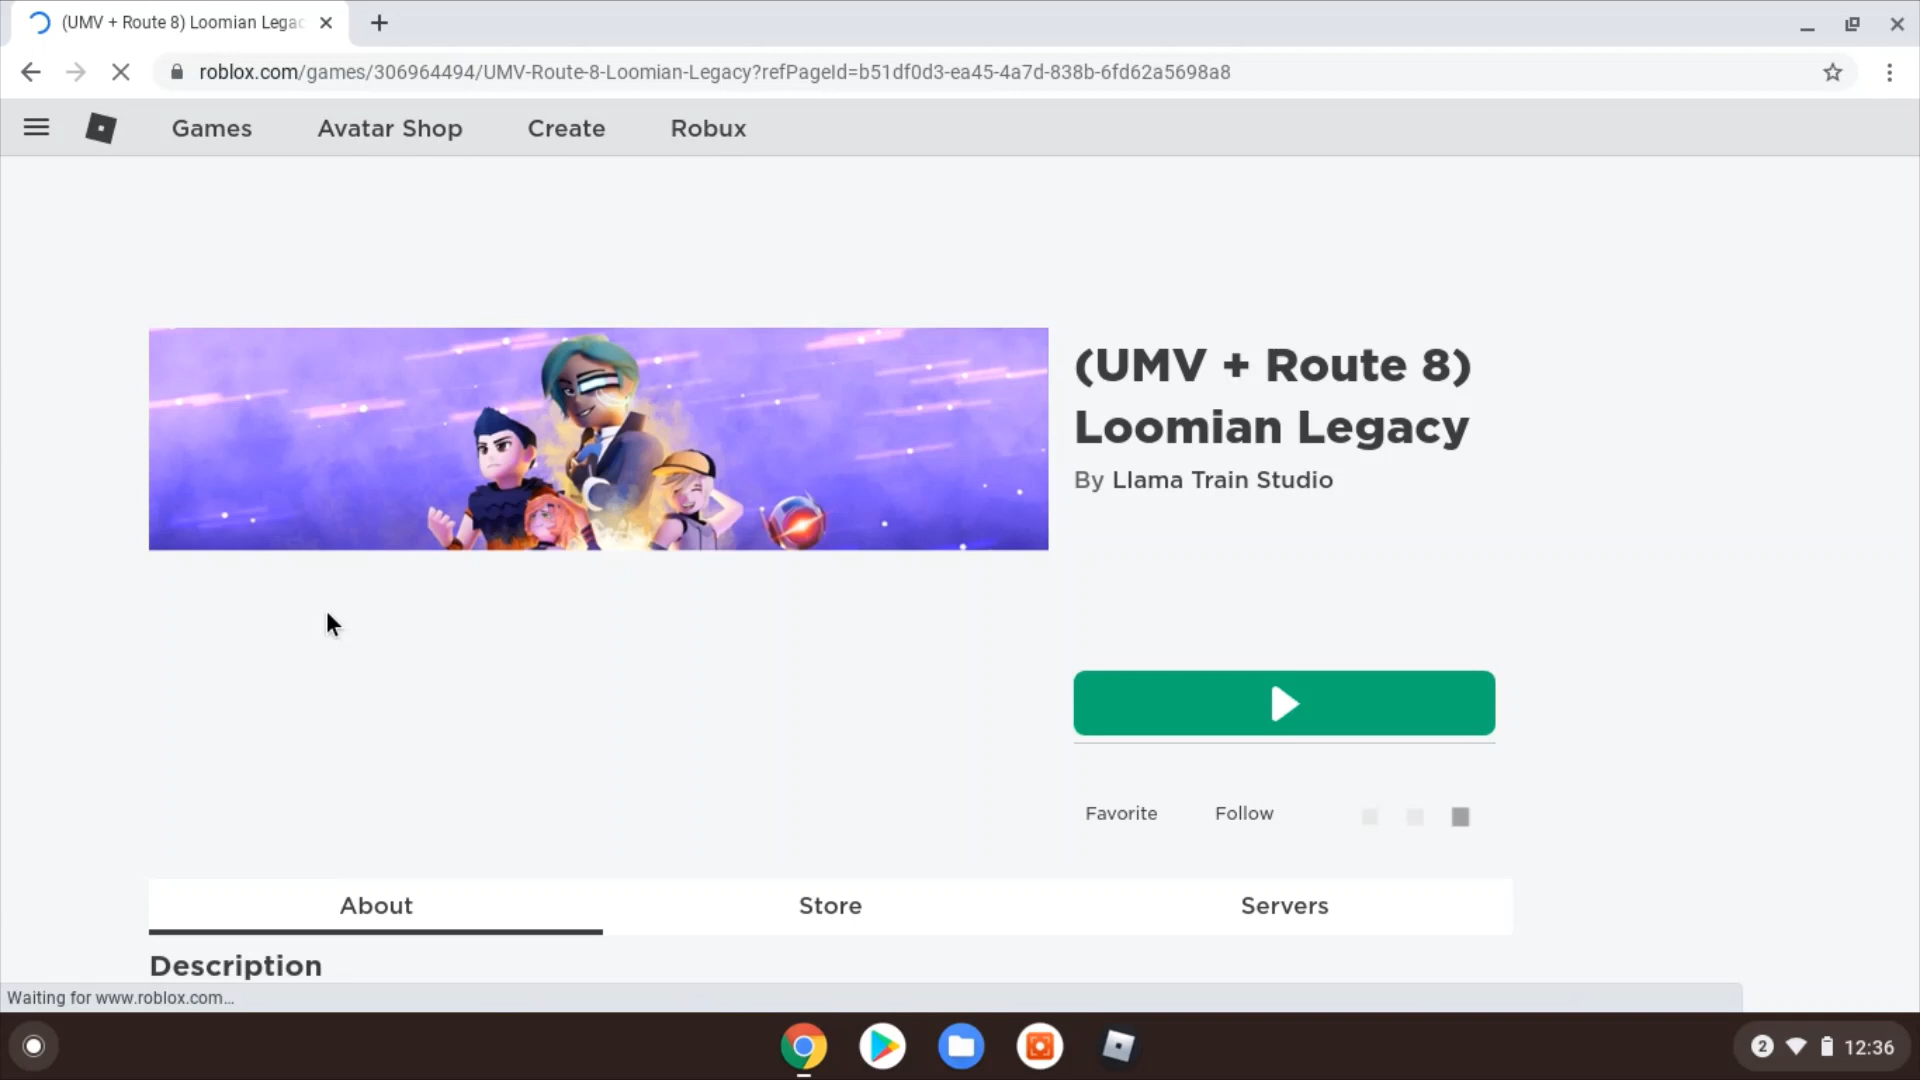 (UMV + Route 8) Loomian Legac
roblox.com/games/306964494/UMV-Route-8-Loomian-Legacy?refPageId=b51df0d3-ea45-4a7d-838b-6fd62a5698a8
Games Avatar Shop Create Robux
(UMV + Route 8)
Loomian Legacy
By Llama Train Studio
Favorite Follow
About Store Servers
Description
Waiting for www.roblox.com...
2 12:36